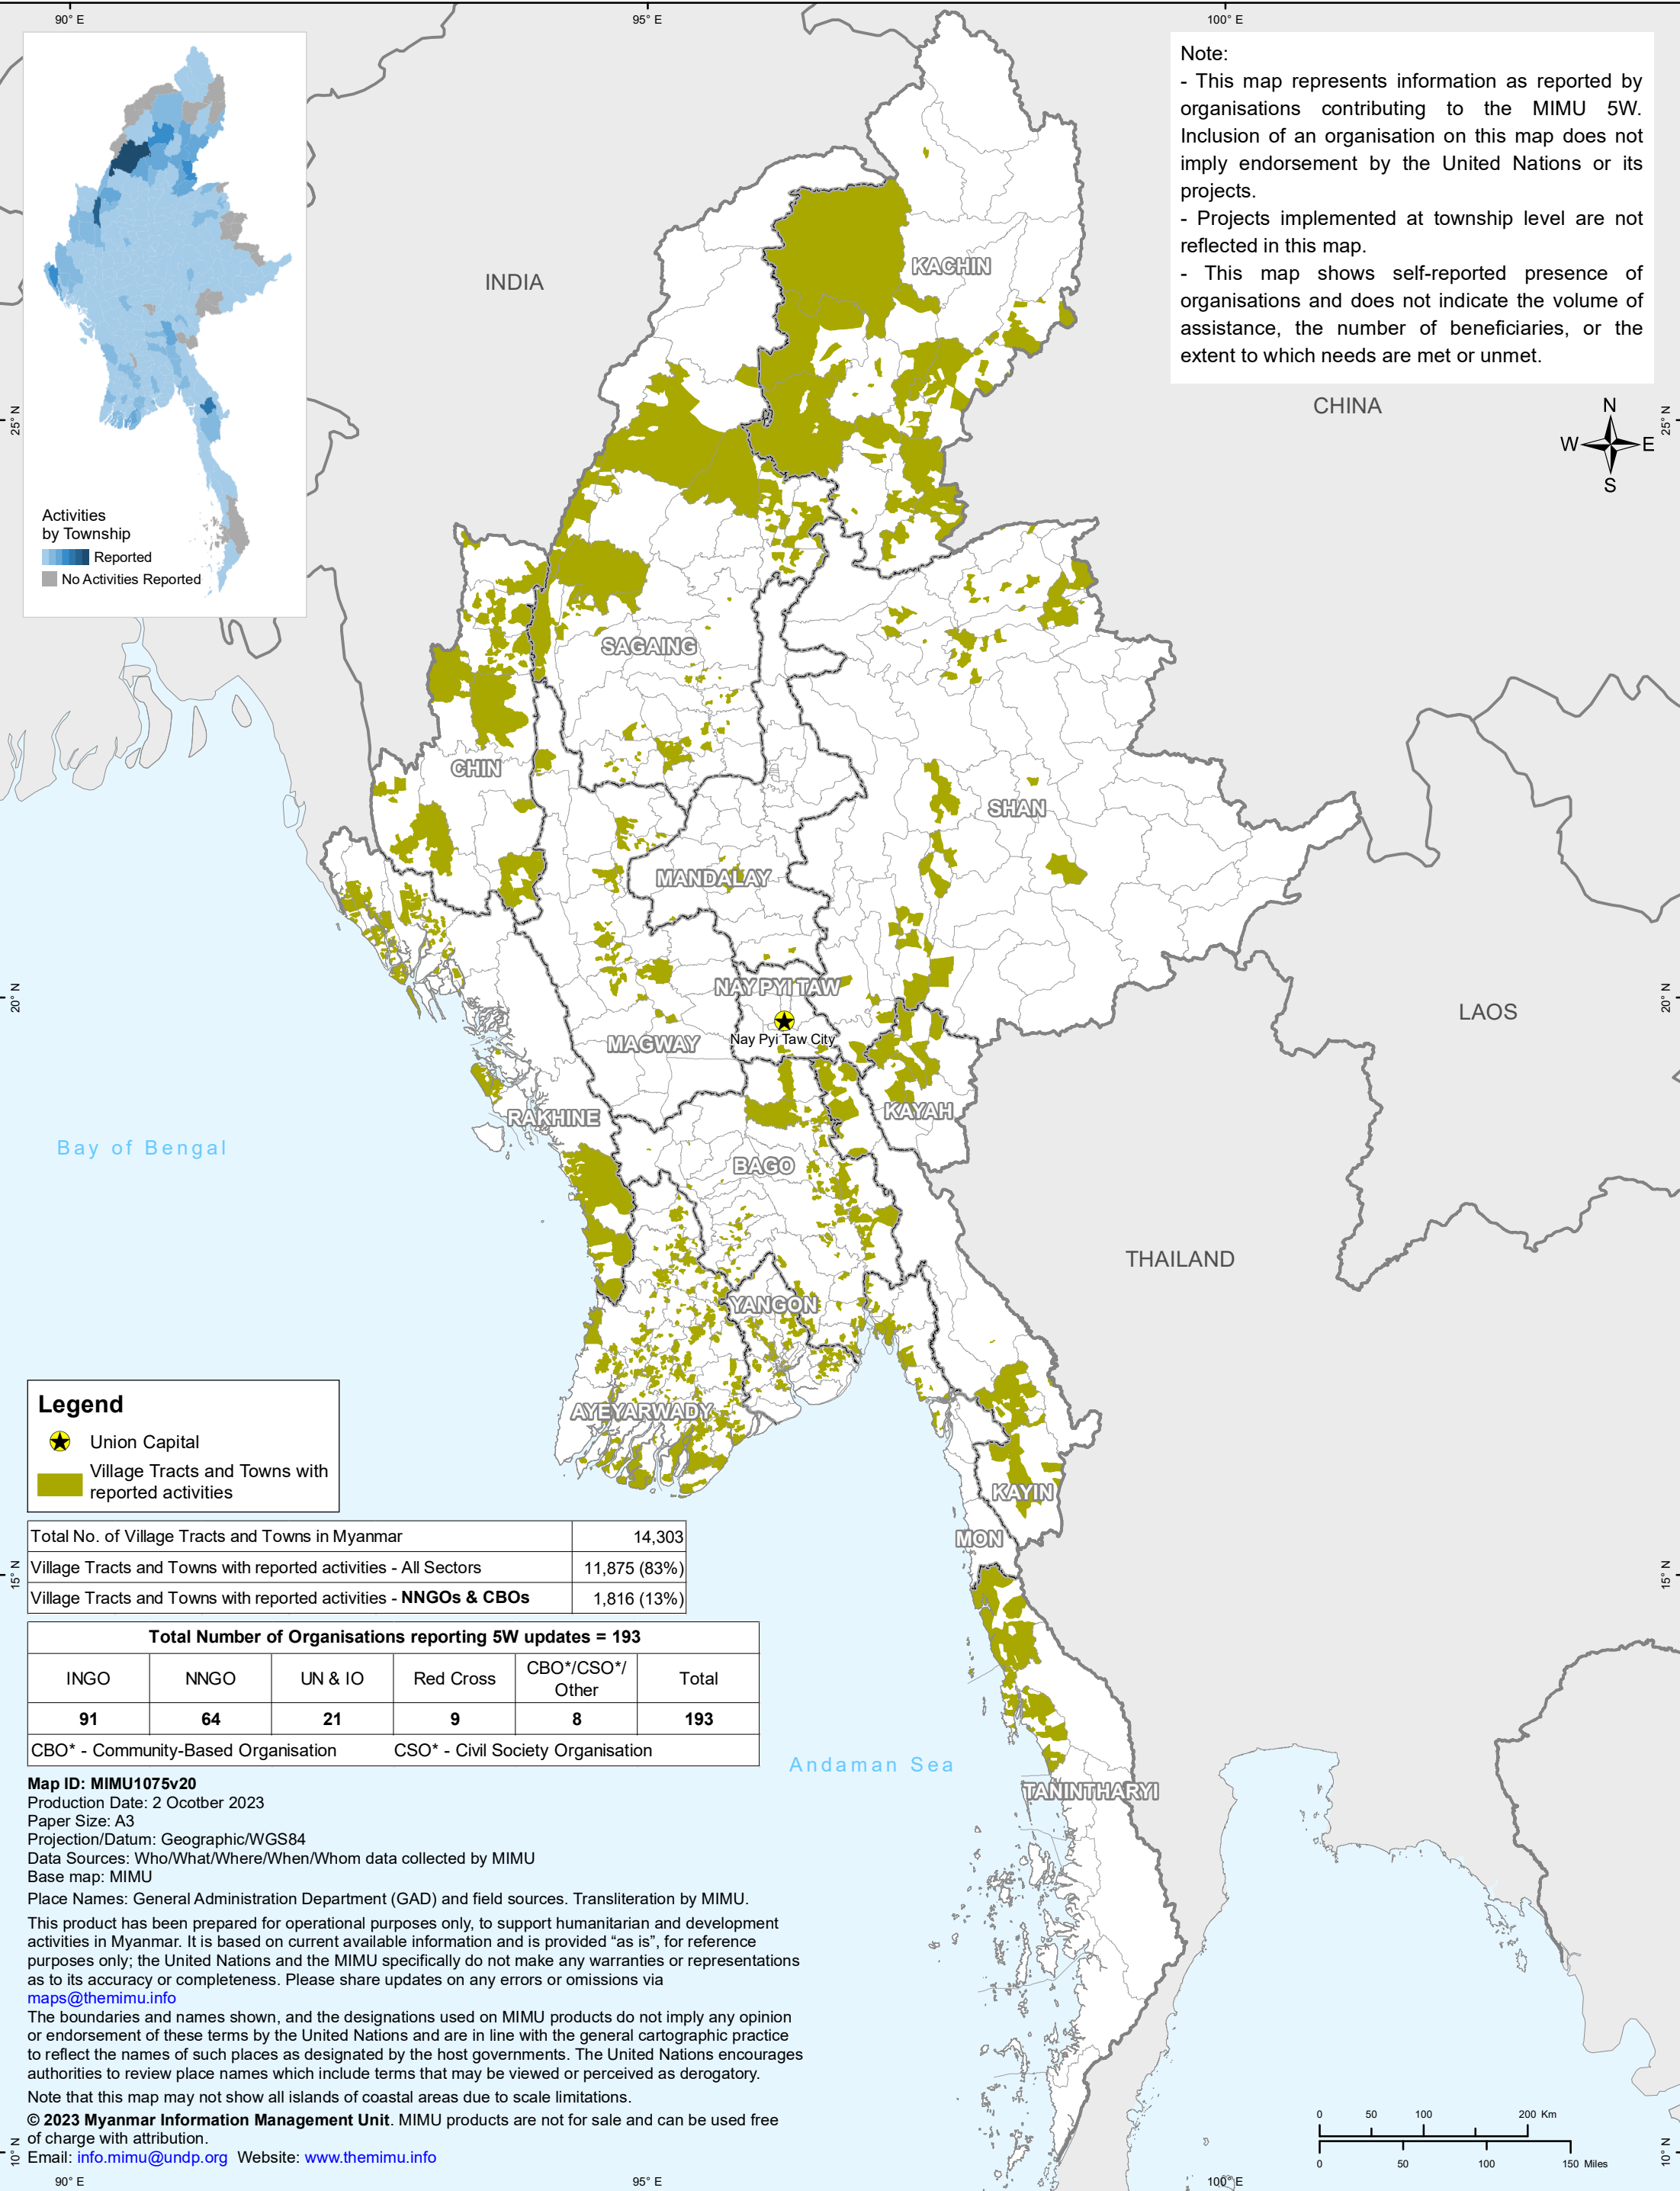 90° E
95° E
100° E
Note:
- This map represents information as reported by
organisations contributing to the MIMU 5W.
Inclusion of an organisation on this map does not
imply endorsement by the United Nations or its
projects.
- Projects implemented at township level are not
reflected in this map.
- This map shows self-reported presence of
organisations and does not indicate the volume of
assistance, the number of beneficiaries, or the
extent to which needs are met or unmet.
INDIA
KACHIN
CHINA
N
W
E
S
25° N
25° N
Activities
by Township
Reported
No Activities Reported
SAGAING
CHIN
SHAN
MANDALAY
NAY PYI TAW
Nay Pyi Taw City
20° N
20° N
LAOS
MAGWAY
RAKHINE
KAYAH
Bay of Bengal
BAGO
THAILAND
YANGON
AYEYARWADY
KAYIN
MON
Legend
Union Capital
Village Tracts and Towns with
reported activities
15° N
15° N
Total No. of Village Tracts and Towns in Myanmar 14,303
Village Tracts and Towns with reported activities - All Sectors 11,875 (83%)
Village Tracts and Towns with reported activities - NNGOs & CBOs 1,816 (13%)
Total Number of Organisations reporting 5W updates = 193
INGO NNGO UN & IO Red Cross CBO*/CSO*/
Other Total
91 64 21 9 8 193
CBO* - Community-Based Organisation CSO* - Civil Society Organisation
Andaman Sea
TANINTHARYI
Map ID: MIMU1075v20
Production Date: 2 Ocotber 2023
Paper Size: A3
Projection/Datum: Geographic/WGS84
Data Sources: Who/What/Where/When/Whom data collected by MIMU
Base map: MIMU
Place Names: General Administration Department (GAD) and field sources. Transliteration by MIMU.
This product has been prepared for operational purposes only, to support humanitarian and development
activities in Myanmar. It is based on current available information and is provided “as is”, for reference
purposes only; the United Nations and the MIMU specifically do not make any warranties or representations
as to its accuracy or completeness. Please share updates on any errors or omissions via
maps@themimu.info
The boundaries and names shown, and the designations used on MIMU products do not imply any opinion
or endorsement of these terms by the United Nations and are in line with the general cartographic practice
to reflect the names of such places as designated by the host governments. The United Nations encourages
authorities to review place names which include terms that may be viewed or perceived as derogatory.
Note that this map may not show all islands of coastal areas due to scale limitations.
© 2023 Myanmar Information Management Unit. MIMU products are not for sale and can be used free
of charge with attribution.
Email: info.mimu@undp.org Website: www.themimu.info
0 50 100 200 Km
0 50 100 150 Miles
10° N
10° N
90° E
95° E
100° E